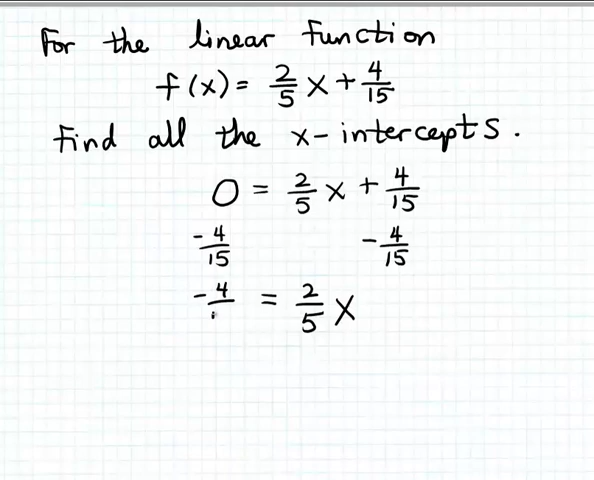 For the linear function
f(x) = 2/5 x + 4/15
Find all the x-intercepts.
0 = 2/5 x + 4/15
-4/15 -4/15
-4/ = 2/5 x